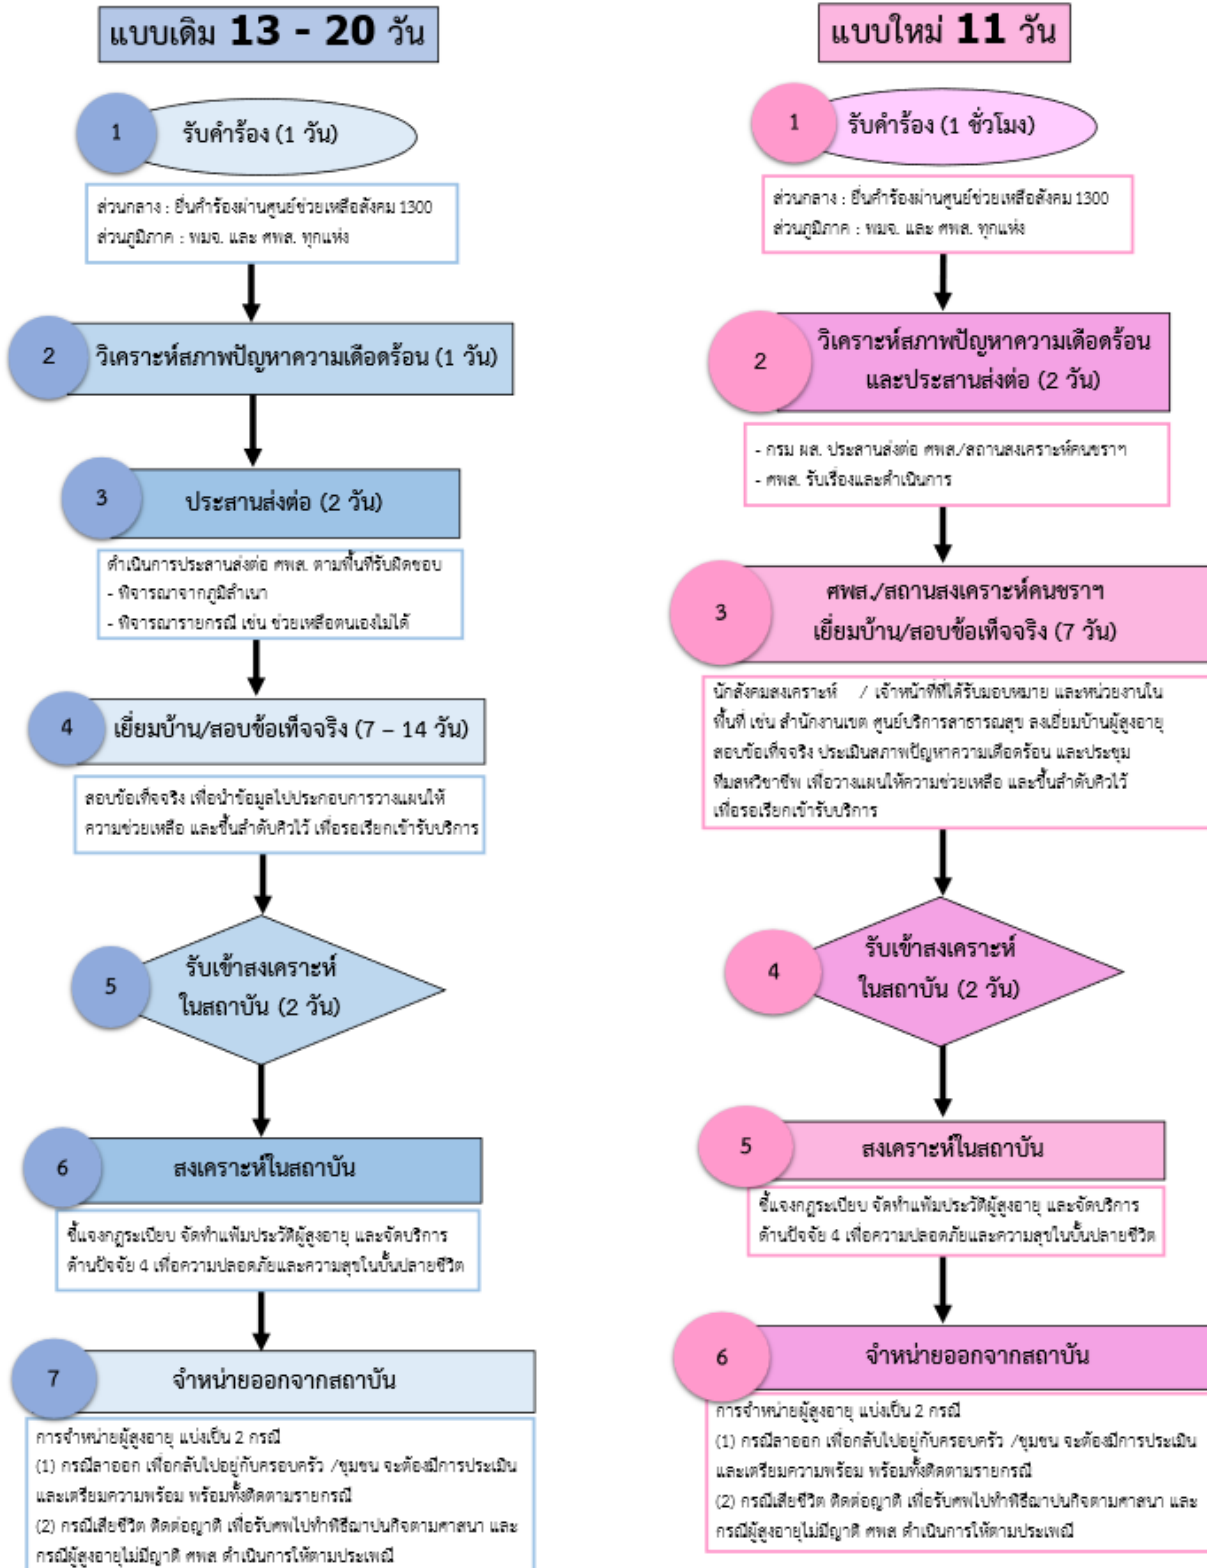 แบบเดิม 13 - 20 วัน
1
รับคำร้อง (1 วัน)
ส่วนกลาง : ยื่นคำร้องผ่านศูนย์ช่วยเหลือสังคม 1300
ส่วนภูมิภาค : พมจ. และ ศพส. ทุกแห่ง
2
วิเคราะห์สภาพปัญหาความเดือดร้อน (1 วัน)
3
ประสานส่งต่อ (2 วัน)
ดำเนินการประสานส่งต่อ ศพส. ตามพื้นที่รับผิดชอบ
- พิจารณาจากภูมิลำเนา
- พิจารณารายกรณี เช่น ช่วยเหลือตนเองไม่ได้
4
เยี่ยมบ้าน/สอบข้อเท็จจริง (7 – 14 วัน)
สอบข้อเท็จจริง เพื่อนำข้อมูลไปประกอบการวางแผนให้
ความช่วยเหลือ และขึ้นลำดับคิวไว้ เพื่อรอเรียกเข้ารับบริการ
5
รับเข้าสงเคราะห์
ในสถาบัน (2 วัน)
6
สงเคราะห์ในสถาบัน
ชี้แจงกฎระเบียบ จัดทำแฟ้มประวัติผู้สูงอายุ และจัดบริการ
ด้านปัจจัย 4 เพื่อความปลอดภัยและความสุขในบั้นปลายชีวิต
7
จำหน่ายออกจากสถาบัน
การจำหน่ายผู้สูงอายุ แบ่งเป็น 2 กรณี
(1) กรณีลาออก เพื่อกลับไปอยู่กับครอบครัว /ชุมชน จะต้องมีการประเมิน
และเตรียมความพร้อม พร้อมทั้งติดตามรายกรณี
(2) กรณีเสียชีวิต ติดต่อญาติ เพื่อรับศพไปทำพิธีฌาปนกิจตามศาสนา และ
กรณีผู้สูงอายุไม่มีญาติ ศพส ดำเนินการให้ตามประเพณี
แบบใหม่ 11 วัน
1
รับคำร้อง (1 ชั่วโมง)
ส่วนกลาง : ยื่นคำร้องผ่านศูนย์ช่วยเหลือสังคม 1300
ส่วนภูมิภาค : พมจ. และ ศพส. ทุกแห่ง
2
วิเคราะห์สภาพปัญหาความเดือดร้อน
และประสานส่งต่อ (2 วัน)
- กรม ผส. ประสานส่งต่อ ศพส./สถานสงเคราะห์คนชราฯ
- ศพส. รับเรื่องและดำเนินการ
3
ศพส./สถานสงเคราะห์คนชราฯ
เยี่ยมบ้าน/สอบข้อเท็จจริง (7 วัน)
นักสังคมสงเคราะห์ / เจ้าหน้าที่ที่ได้รับมอบหมาย และหน่วยงานใน
พื้นที่ เช่น สำนักงานเขต ศูนย์บริการสาธารณสุข ลงเยี่ยมบ้านผู้สูงอายุ
สอบข้อเท็จจริง ประเมินสภาพปัญหาความเดือดร้อน และประชุม
ทีมสหวิชาชีพ เพื่อวางแผนให้ความช่วยเหลือ และขึ้นลำดับคิวไว้
เพื่อรอเรียกเข้ารับบริการ
4
รับเข้าสงเคราะห์
ในสถาบัน (2 วัน)
5
สงเคราะห์ในสถาบัน
ชี้แจงกฎระเบียบ จัดทำแฟ้มประวัติผู้สูงอายุ และจัดบริการ
ด้านปัจจัย 4 เพื่อความปลอดภัยและความสุขในบั้นปลายชีวิต
6
จำหน่ายออกจากสถาบัน
การจำหน่ายผู้สูงอายุ แบ่งเป็น 2 กรณี
(1) กรณีลาออก เพื่อกลับไปอยู่กับครอบครัว /ชุมชน จะต้องมีการประเมิน
และเตรียมความพร้อม พร้อมทั้งติดตามรายกรณี
(2) กรณีเสียชีวิต ติดต่อญาติ เพื่อรับศพไปทำพิธีฌาปนกิจตามศาสนา และ
กรณีผู้สูงอายุไม่มีญาติ ศพส ดำเนินการให้ตามประเพณี